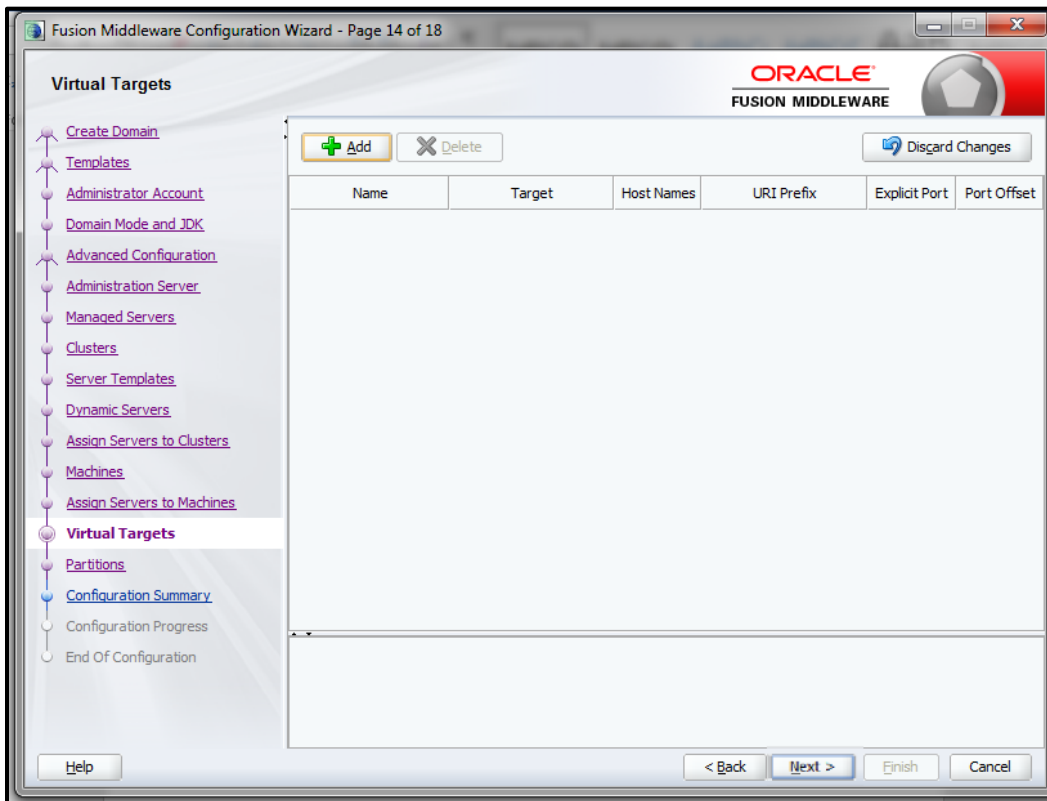 Fusion Middleware Configuration Wizard - Page 14 of 18
Virtual Targets
ORACLE
FUSION MIDDLEWARE
Create Domain
Templates
Administrator Account
Domain Mode and JDK
Advanced Configuration
Administration Server
Managed Servers
Clusters
Server Templates
Dynamic Servers
Assign Servers to Clusters
Machines
Assign Servers to Machines
Virtual Targets
Partitions
Configuration Summary
Configuration Progress
End Of Configuration
Add Delete Discard Changes
Name Target Host Names URI Prefix Explicit Port Port Offset
Help < Back Next > Finish Cancel